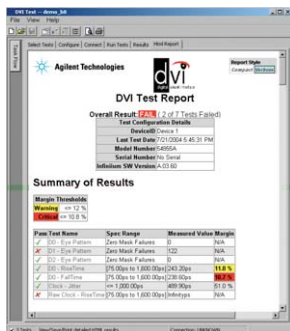 DVI Test -- demo_b8
File View Help
Task Flow
Select Tests | Configure | Connect | Run Tests | Results | Html Report
Agilent Technologies
dvi
Report Style
Compact
DVI Test Report
Overall Result: FAIL ( 2 of 7 Tests Failed)
Test Configuration Details
DeviceID Device 1
Last Test Date 7/21/2004 5:45:31 PM
Model Number 54855A
Serial Number No Serial
Infiniium SW Version A.03.60
Summary of Results
Margin Thresholds
Warning <= 12 %
Critical <= 10.8 %
Pass Test Name Spec Range Measured Value Margin
D0 - Eye Pattern Zero Mask Failures 0 N/A
D1 - Eye Pattern Zero Mask Failures 122 N/A
D2 - Eye Pattern Zero Mask Failures 0 N/A
D0 - RiseTime [75.00ps to 1,600.00ps] 243.20ps 11.0 %
D0 - FallTime [75.00ps to 1,600.00ps] 238.60ps 10.7 %
Clock - Jitter <= 1,000.00ps 489.90ps 51.0 %
Raw Clock - RiseTime [75.00ps to 1,600.00ps] Infinityps N/A